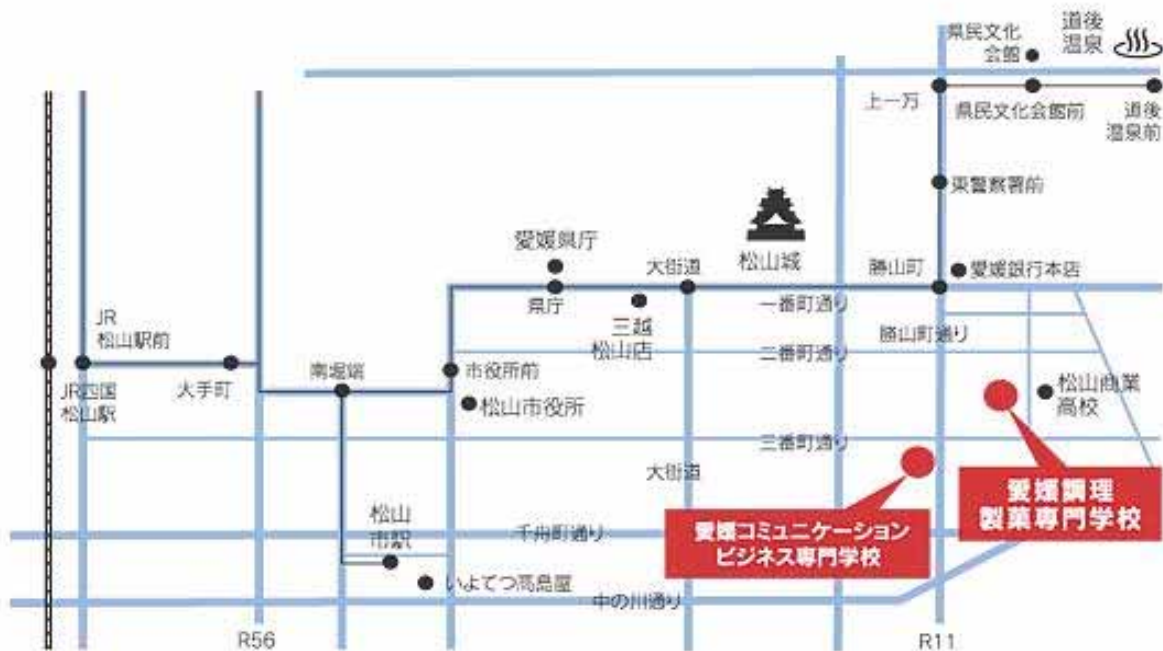 県民文化
会館
道後
温泉
上一万
県民文化会館前
道後
温泉前
東警察署前
愛媛県庁
大街道
松山城
勝山町
愛媛銀行本店
県庁
一番町通り
三越
松山店
勝山町通り
二番町通り
JR
松山駅前
JR四国
松山駅
大手町
南堀端
市役所前
松山市役所
松山商業
高校
三番町通り
大街道
愛媛調理
製菓専門学校
愛媛コミュニケーション
ビジネス専門学校
松山
市駅
千舟町通り
いよてつ髙島屋
中の川通り
R56
R11